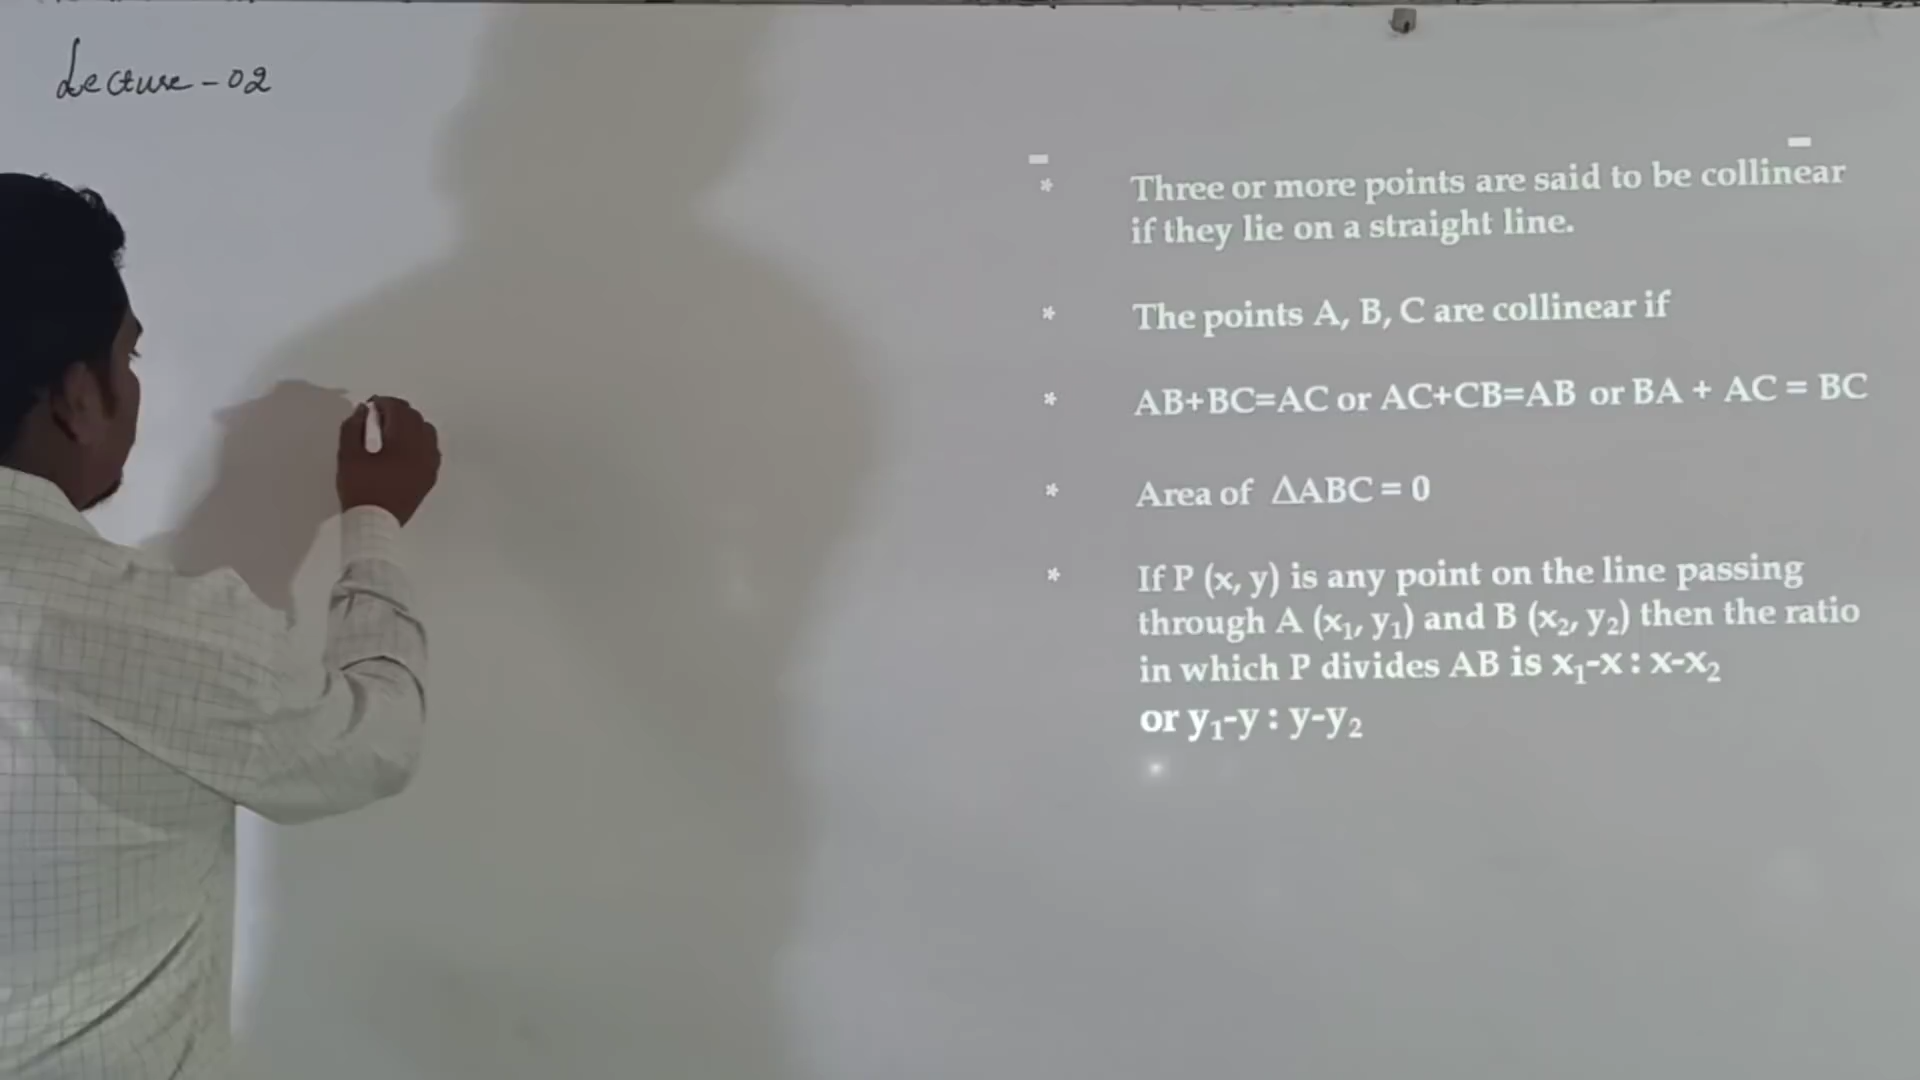 Lecture - 02
* Three or more points are said to be collinear
if they lie on a straight line.
* The points A, B, C are collinear if
* AB+BC=AC or AC+CB=AB or BA + AC = BC
* Area of ΔABC = 0
* If P (x, y) is any point on the line passing
through A (x₁, y₁) and B (x₂, y₂) then the ratio
in which P divides AB is x₁-x : x-x₂
or y₁-y : y-y₂